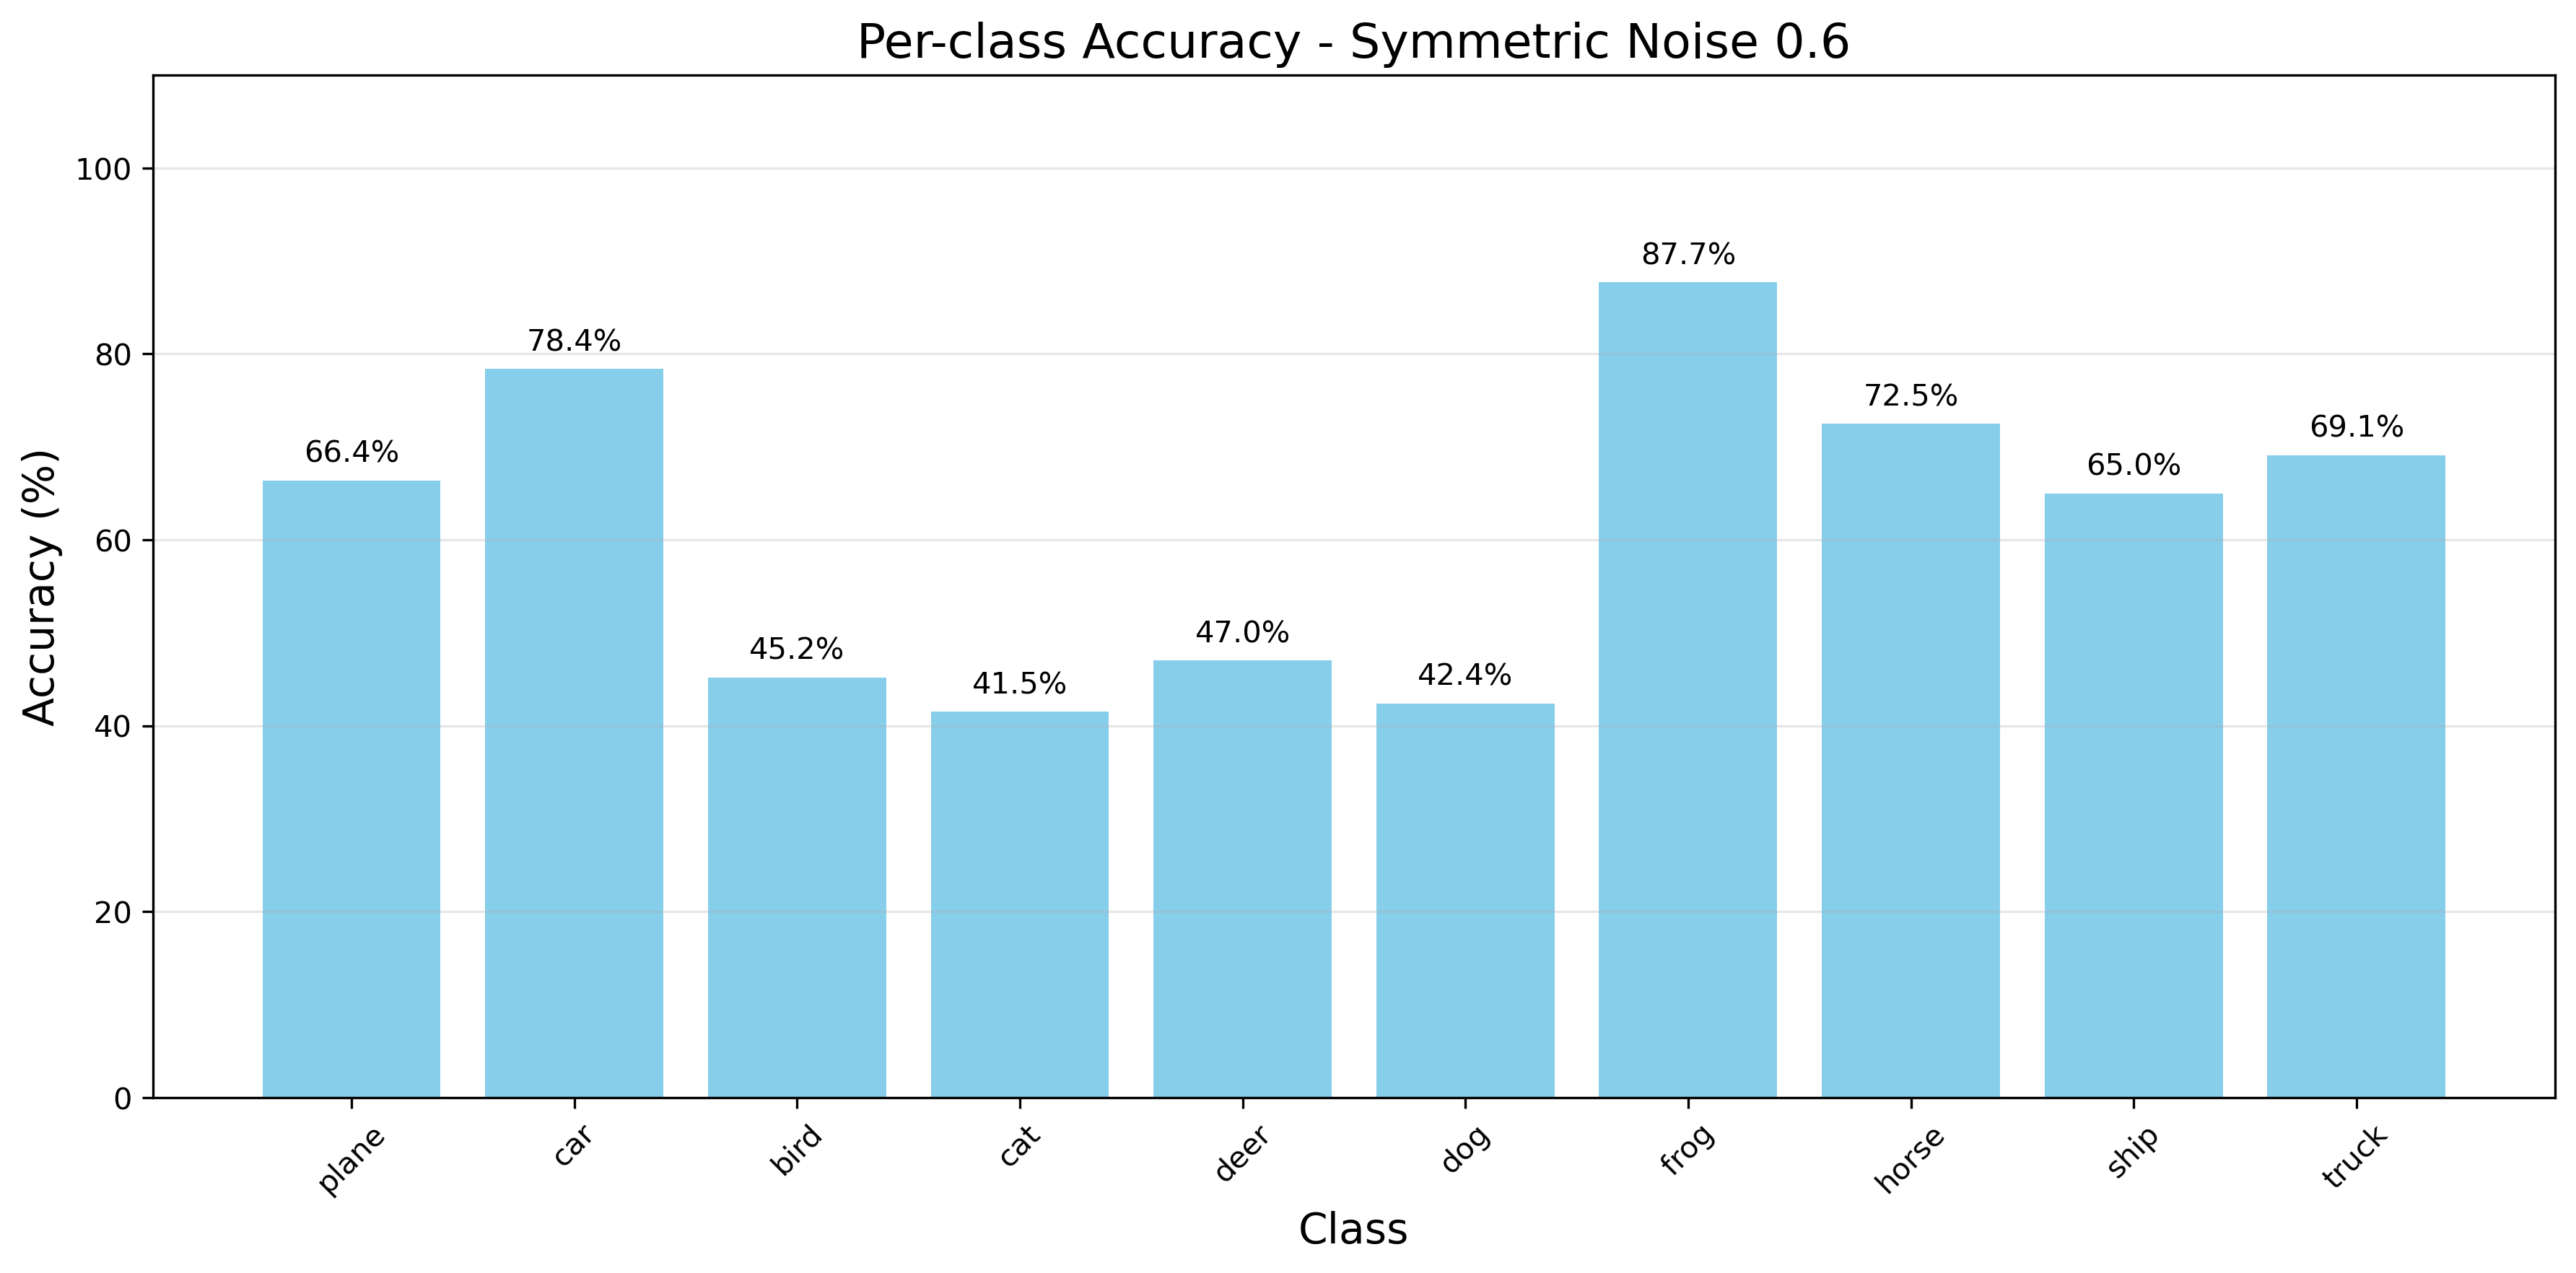 Per-class Accuracy - Symmetric Noise 0.6
Accuracy (%)
100
80
60
40
20
0
66.4%
78.4%
45.2%
41.5%
47.0%
42.4%
87.7%
72.5%
65.0%
69.1%
plane
car
bird
cat
deer
dog
frog
horse
ship
truck
Class